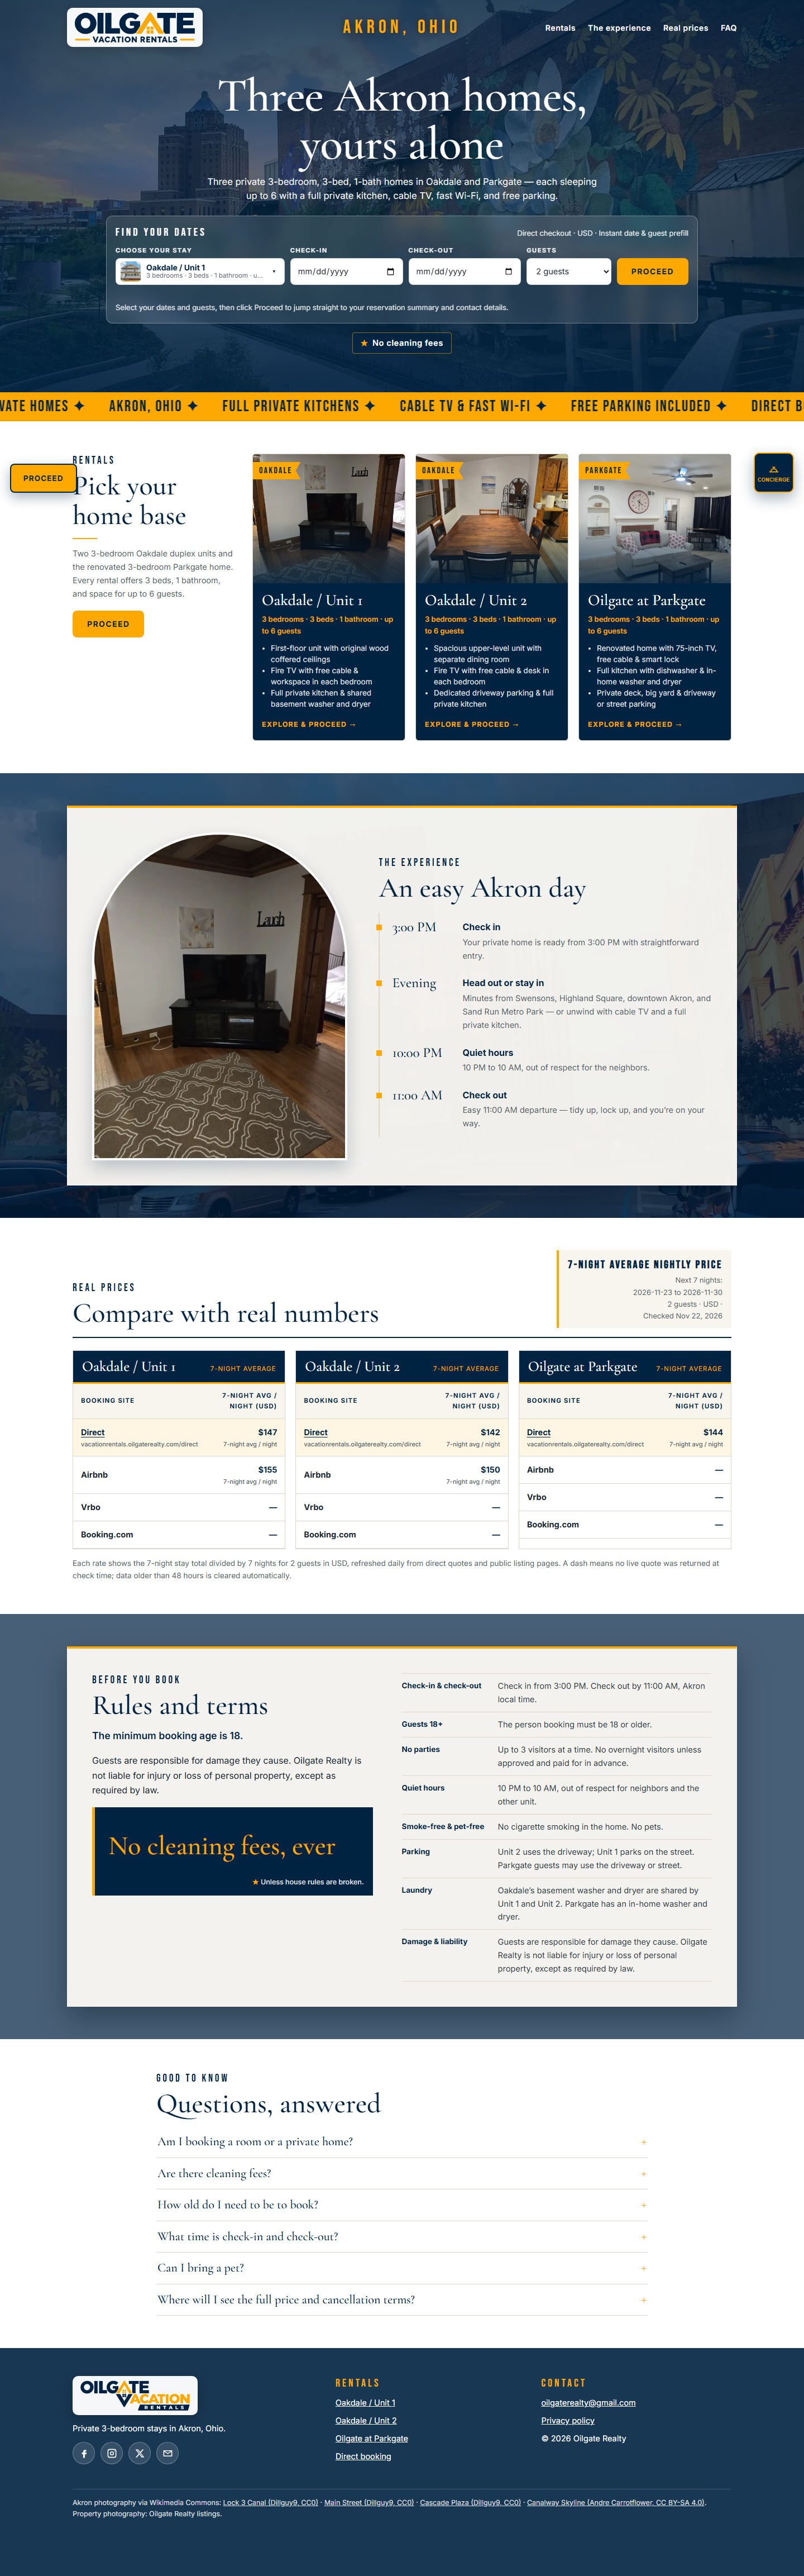 OILGATE
VACATION RENTALS
AKRON, OHIO
Rentals The experience Real prices FAQ
Three Akron homes,
yours alone
Three private 3-bedroom, 3-bed, 1-bath homes in Oakdale and Parkgate — each sleeping
up to 6 with a full private kitchen, cable TV, fast Wi-Fi, and free parking.
FIND YOUR DATES
Direct checkout · USD · Instant date & guest prefill
CHOOSE YOUR STAY CHECK-IN CHECK-OUT GUESTS
Oakdale / Unit 1
3 bedrooms · 3 beds · 1 bathroom · u...
mm/dd/yyyy mm/dd/yyyy 2 guests PROCEED
Select your dates and guests, then click Proceed to jump straight to your reservation summary and contact details.
★ No cleaning fees
VATE HOMES ✦ AKRON, OHIO ✦ FULL PRIVATE KITCHENS ✦ CABLE TV & FAST WI-FI ✦ FREE PARKING INCLUDED ✦ DIRECT B
RENTALS
PROCEED
CONCIERGE
Pick your
home base
Two 3-bedroom Oakdale duplex units and
the renovated 3-bedroom Parkgate home.
Every rental offers 3 beds, 1 bathroom,
and space for up to 6 guests.
PROCEED
OAKDALE
Laugh
Oakdale / Unit 1
3 bedrooms · 3 beds · 1 bathroom · up
to 6 guests
• First-floor unit with original wood
coffered ceilings
• Fire TV with free cable &
workspace in each bedroom
• Full private kitchen & shared
basement washer and dryer
EXPLORE & PROCEED →
OAKDALE
Oakdale / Unit 2
3 bedrooms · 3 beds · 1 bathroom · up
to 6 guests
• Spacious upper-level unit with
separate dining room
• Fire TV with free cable & desk in
each bedroom
• Dedicated driveway parking & full
private kitchen
EXPLORE & PROCEED →
PARKGATE
Oilgate at Parkgate
3 bedrooms · 3 beds · 1 bathroom · up
to 6 guests
• Renovated home with 75-inch TV,
free cable & smart lock
• Full kitchen with dishwasher & in-
home washer and dryer
• Private deck, big yard & driveway
or street parking
EXPLORE & PROCEED →
Laugh
THE EXPERIENCE
An easy Akron day
3:00 PM Check in
Your private home is ready from 3:00 PM with straightforward
entry.
Evening Head out or stay in
Minutes from Swensons, Highland Square, downtown Akron, and
Sand Run Metro Park — or unwind with cable TV and a full
private kitchen.
10:00 PM Quiet hours
10 PM to 10 AM, out of respect for the neighbors.
11:00 AM Check out
Easy 11:00 AM departure — tidy up, lock up, and you're on your
way.
REAL PRICES
Compare with real numbers
7-NIGHT AVERAGE NIGHTLY PRICE
Next 7 nights:
2026-11-23 to 2026-11-30
2 guests · USD ·
Checked Nov 22, 2026
Oakdale / Unit 1 7-NIGHT AVERAGE
BOOKING SITE 7-NIGHT AVG /
NIGHT (USD)
Direct $147
vacationrentals.oilgaterealty.com/direct 7-night avg / night
Airbnb $155
7-night avg / night
Vrbo —
Booking.com —
Oakdale / Unit 2 7-NIGHT AVERAGE
BOOKING SITE 7-NIGHT AVG /
NIGHT (USD)
Direct $142
vacationrentals.oilgaterealty.com/direct 7-night avg / night
Airbnb $150
7-night avg / night
Vrbo —
Booking.com —
Oilgate at Parkgate 7-NIGHT AVERAGE
BOOKING SITE 7-NIGHT AVG /
NIGHT (USD)
Direct $144
vacationrentals.oilgaterealty.com/direct 7-night avg / night
Airbnb —
Vrbo —
Booking.com —
Each rate shows the 7-night stay total divided by 7 nights for 2 guests in USD, refreshed daily from direct quotes and public listing pages. A dash means no live quote was returned at
check time; data older than 48 hours is cleared automatically.
BEFORE YOU BOOK
Rules and terms
The minimum booking age is 18.
Guests are responsible for damage they cause. Oilgate Realty is
not liable for injury or loss of personal property, except as
required by law.
No cleaning fees, ever
★ Unless house rules are broken.
Check-in & check-out Check in from 3:00 PM. Check out by 11:00 AM, Akron
local time.
Guests 18+ The person booking must be 18 or older.
No parties Up to 3 visitors at a time. No overnight visitors unless
approved and paid for in advance.
Quiet hours 10 PM to 10 AM, out of respect for neighbors and the
other unit.
Smoke-free & pet-free No cigarette smoking in the home. No pets.
Parking Unit 2 uses the driveway; Unit 1 parks on the street.
Parkgate guests may use the driveway or street.
Laundry Oakdale's basement washer and dryer are shared by
Unit 1 and Unit 2. Parkgate has an in-home washer and
dryer.
Damage & liability Guests are responsible for damage they cause. Oilgate
Realty is not liable for injury or loss of personal
property, except as required by law.
GOOD TO KNOW
Questions, answered
Am I booking a room or a private home? +
Are there cleaning fees? +
How old do I need to be to book? +
What time is check-in and check-out? +
Can I bring a pet? +
Where will I see the full price and cancellation terms? +
OILGATE
VACATION
RENTALS
Private 3-bedroom stays in Akron, Ohio.
RENTALS
Oakdale / Unit 1
Oakdale / Unit 2
Oilgate at Parkgate
Direct booking
CONTACT
oilgaterealty@gmail.com
Privacy policy
© 2026 Oilgate Realty
Akron photography via Wikimedia Commons: Lock 3 Canal (Dillguy9, CC0) · Main Street (Dillguy9, CC0) · Cascade Plaza (Dillguy9, CC0) · Canalway Skyline (Andre Carrotflower, CC BY-SA 4.0).
Property photography: Oilgate Realty listings.